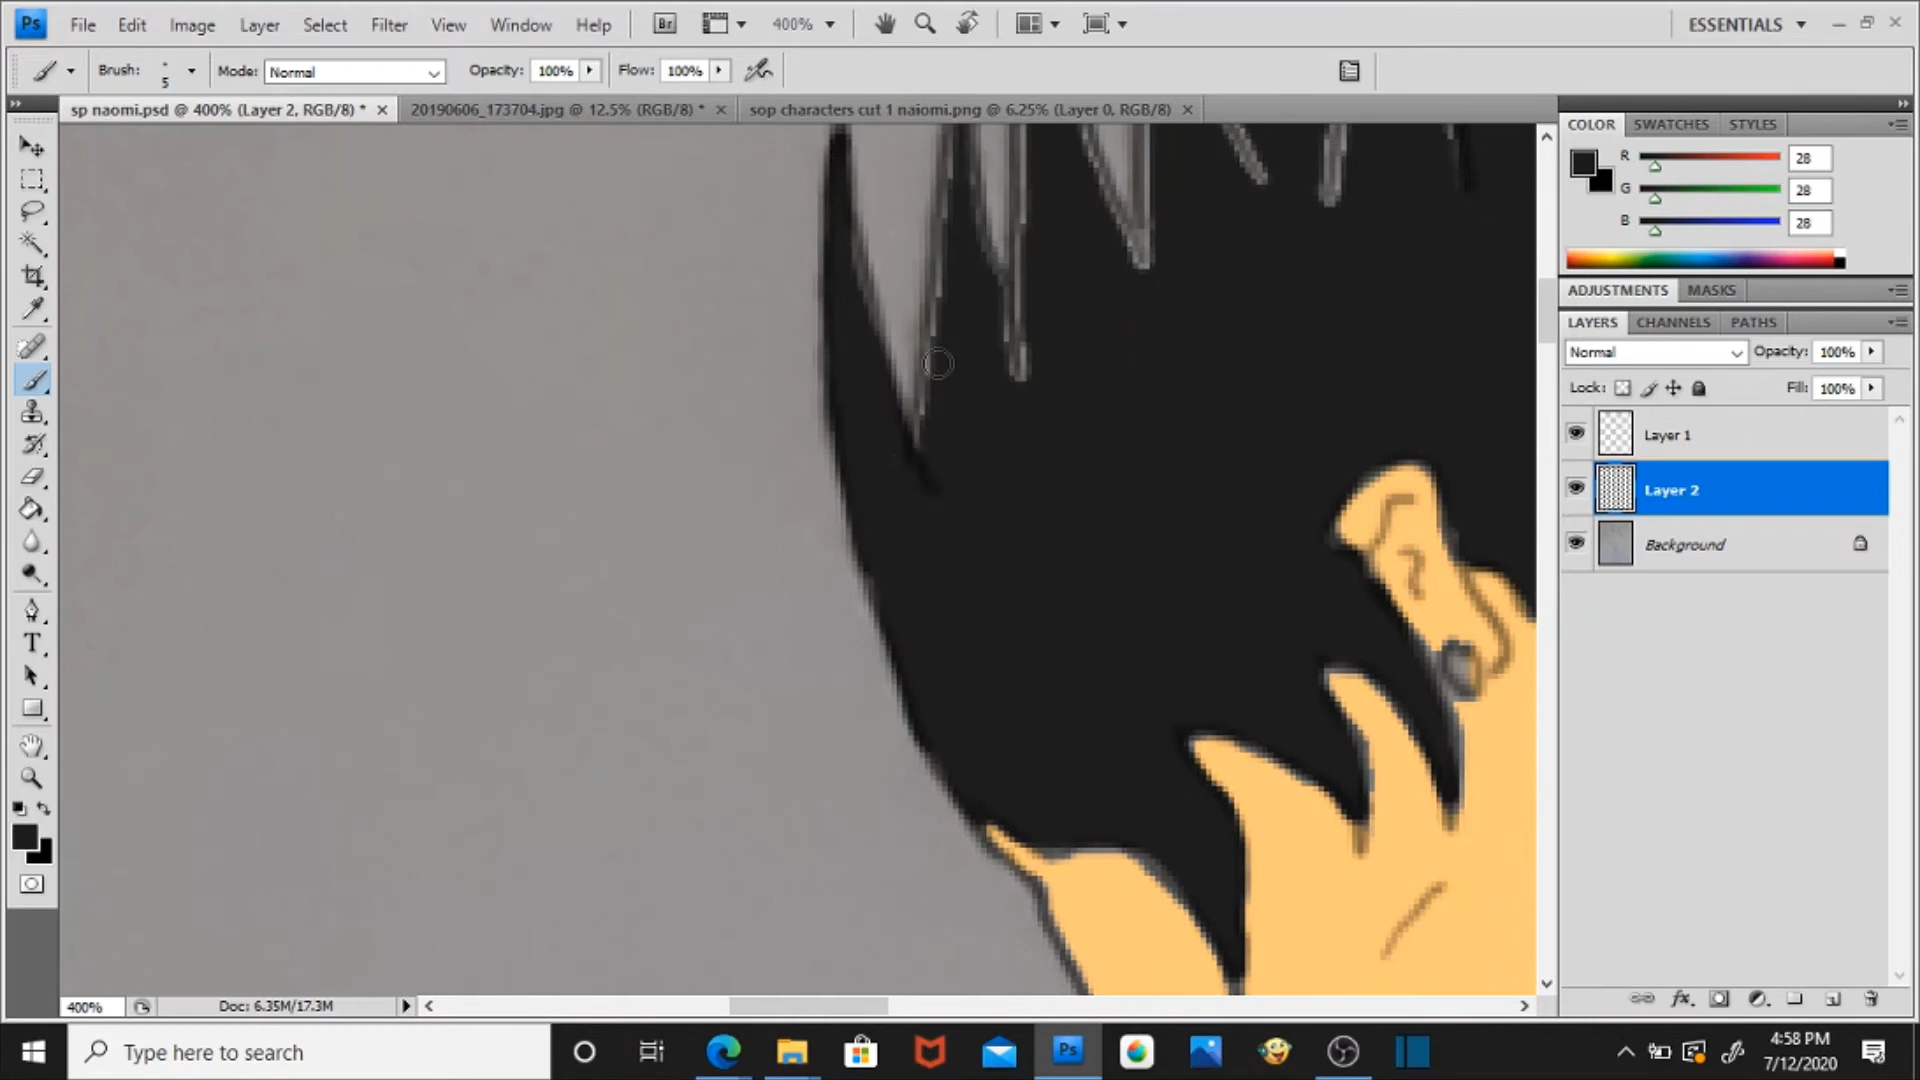 Ps File Edit Image Layer Select Filter View Window Help Br 400% ESSENTIALS
Brush: 5 Mode: Normal Opacity: 100% Flow: 100%
sp naomi.psd @ 400% (Layer 2, RGB/8) * 20190606_173704.jpg @ 12.5% (RGB/8) * sop characters cut 1 naiomi.png @ 6.25% (Layer 0, RGB/8)
COLOR SWATCHES STYLES
R 28
G 28
B 28
ADJUSTMENTS MASKS
LAYERS CHANNELS PATHS
Normal Opacity: 100%
Lock: Fill: 100%
Layer 1
Layer 2
Background
T
400% Doc: 6.35M/17.3M
fx
Type here to search
Ps
4:58 PM
7/12/2020